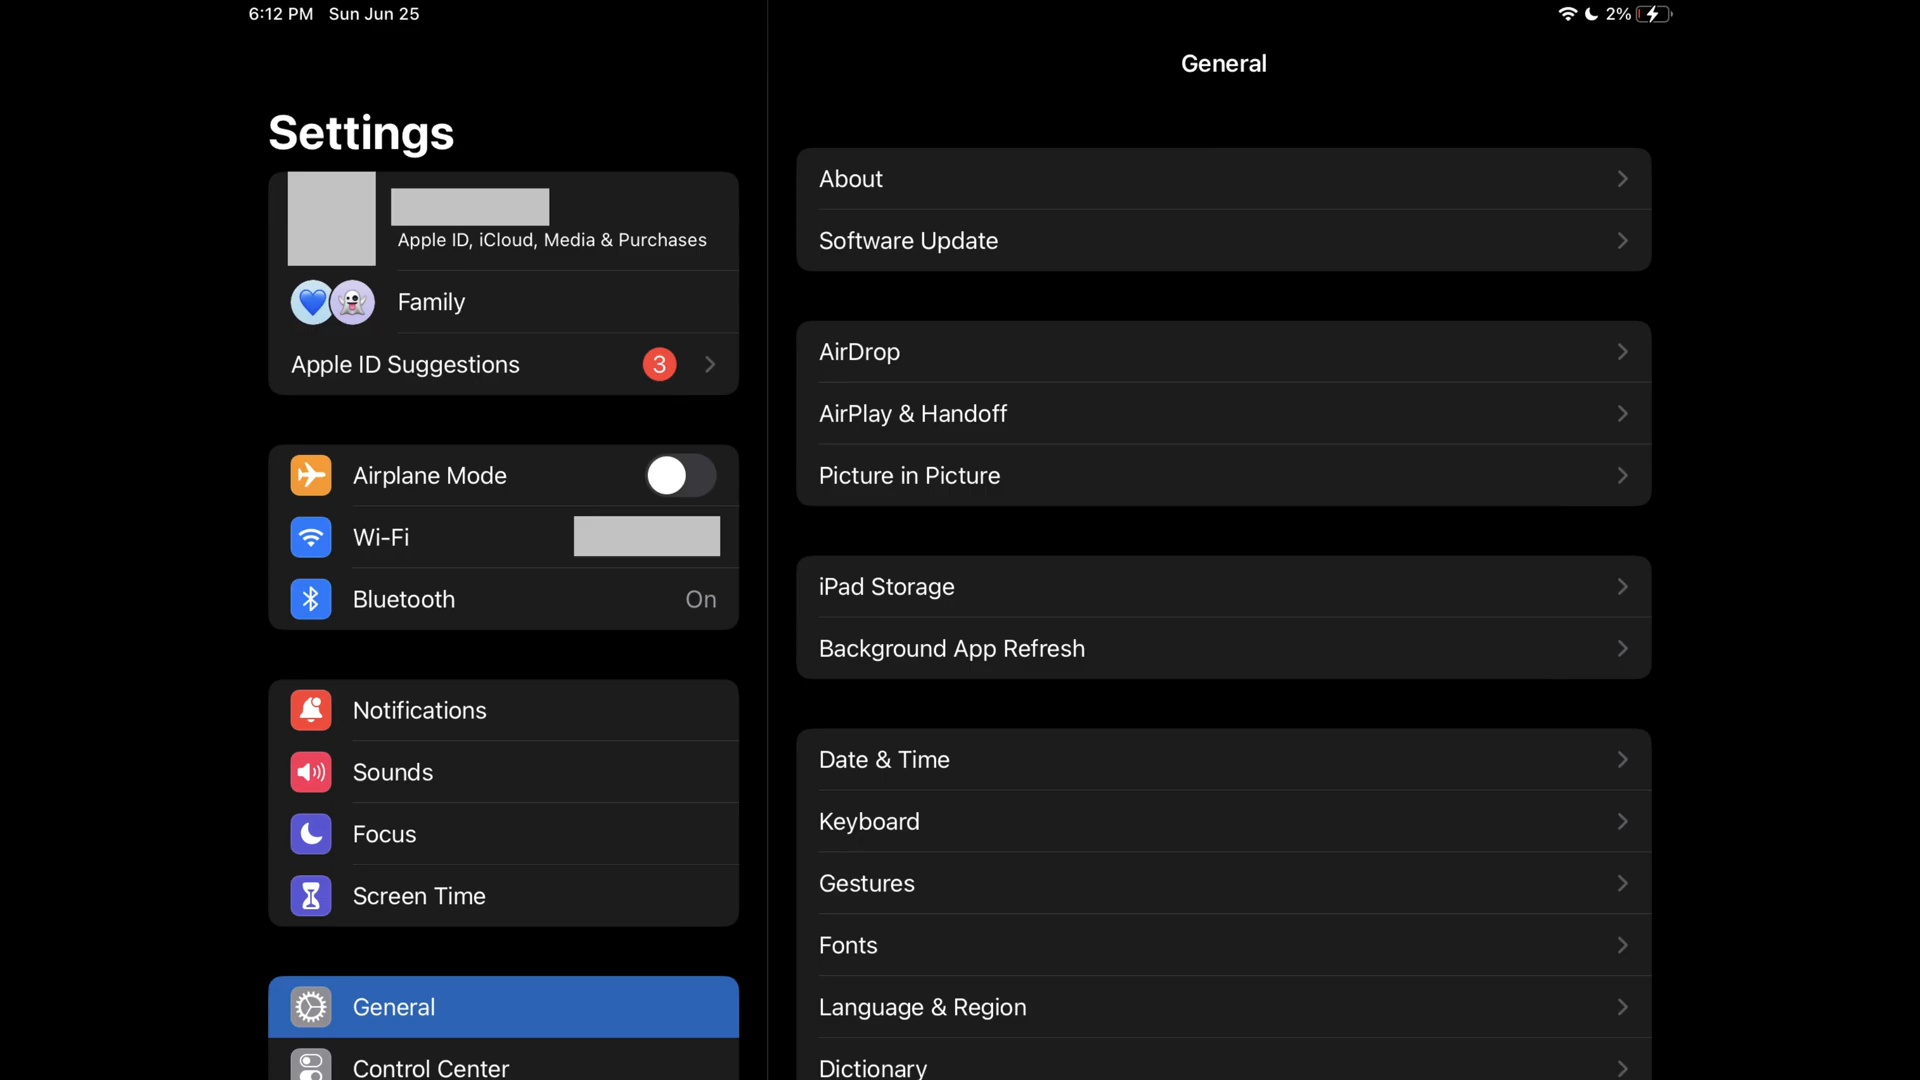 6:12 PM Sun Jun 25
2%
Settings
Apple ID, iCloud, Media & Purchases
Family
Apple ID Suggestions 3
Airplane Mode
Wi-Fi
Bluetooth On
Notifications
Sounds
Focus
Screen Time
General
Control Center
General
About
Software Update
AirDrop
AirPlay & Handoff
Picture in Picture
iPad Storage
Background App Refresh
Date & Time
Keyboard
Gestures
Fonts
Language & Region
Dictionary